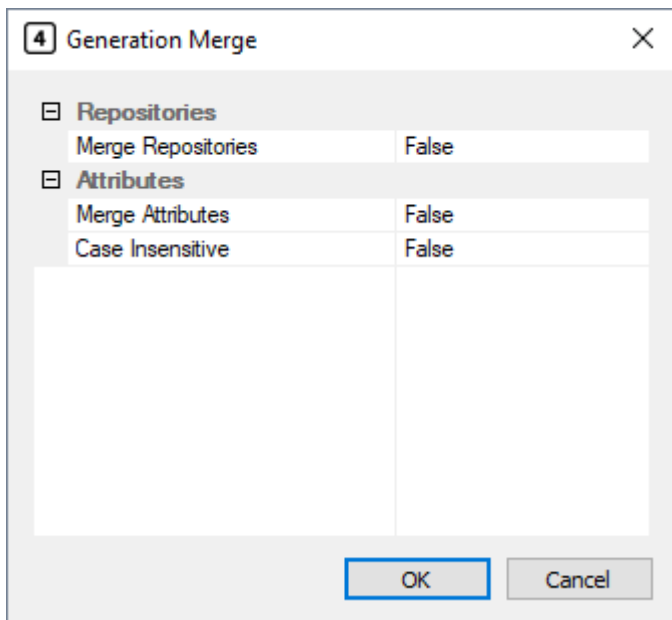 4 Generation Merge
Repositories
Merge Repositories False
Attributes
Merge Attributes False
Case Insensitive False
OK Cancel